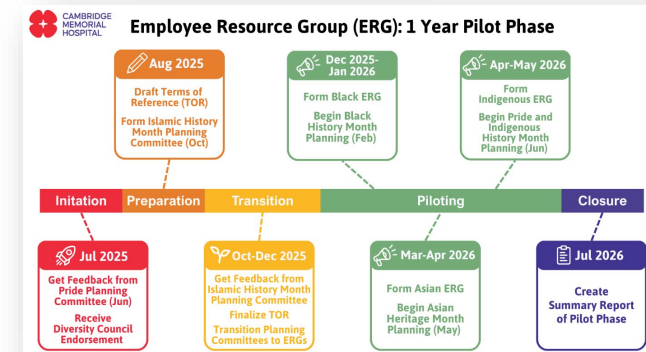 CAMBRIDGE
MEMORIAL
HOSPITAL
Employee Resource Group (ERG): 1 Year Pilot Phase
Aug 2025
Draft Terms of
Reference (TOR)
Form Islamic History
Month Planning
Committee (Oct)
Dec 2025-
Jan 2026
Form Black ERG
Begin Black
History Month
Planning (Feb)
Apr-May 2026
Form
Indigenous ERG
Begin Pride and
Indigenous
History Month
Planning (Jun)
Initation
Preparation
Transition
Piloting
Closure
Jul 2025
Get Feedback from
Pride Planning
Committee (Jun)
Receive
Diversity Council
Endorsement
Oct-Dec 2025
Get Feedback from
Islamic History Month
Planning Committee
Finalize TOR
Transition Planning
Committees to ERGs
Mar-Apr 2026
Form Asian ERG
Begin Asian
Heritage Month
Planning (May)
Jul 2026
Create
Summary Report
of Pilot Phase